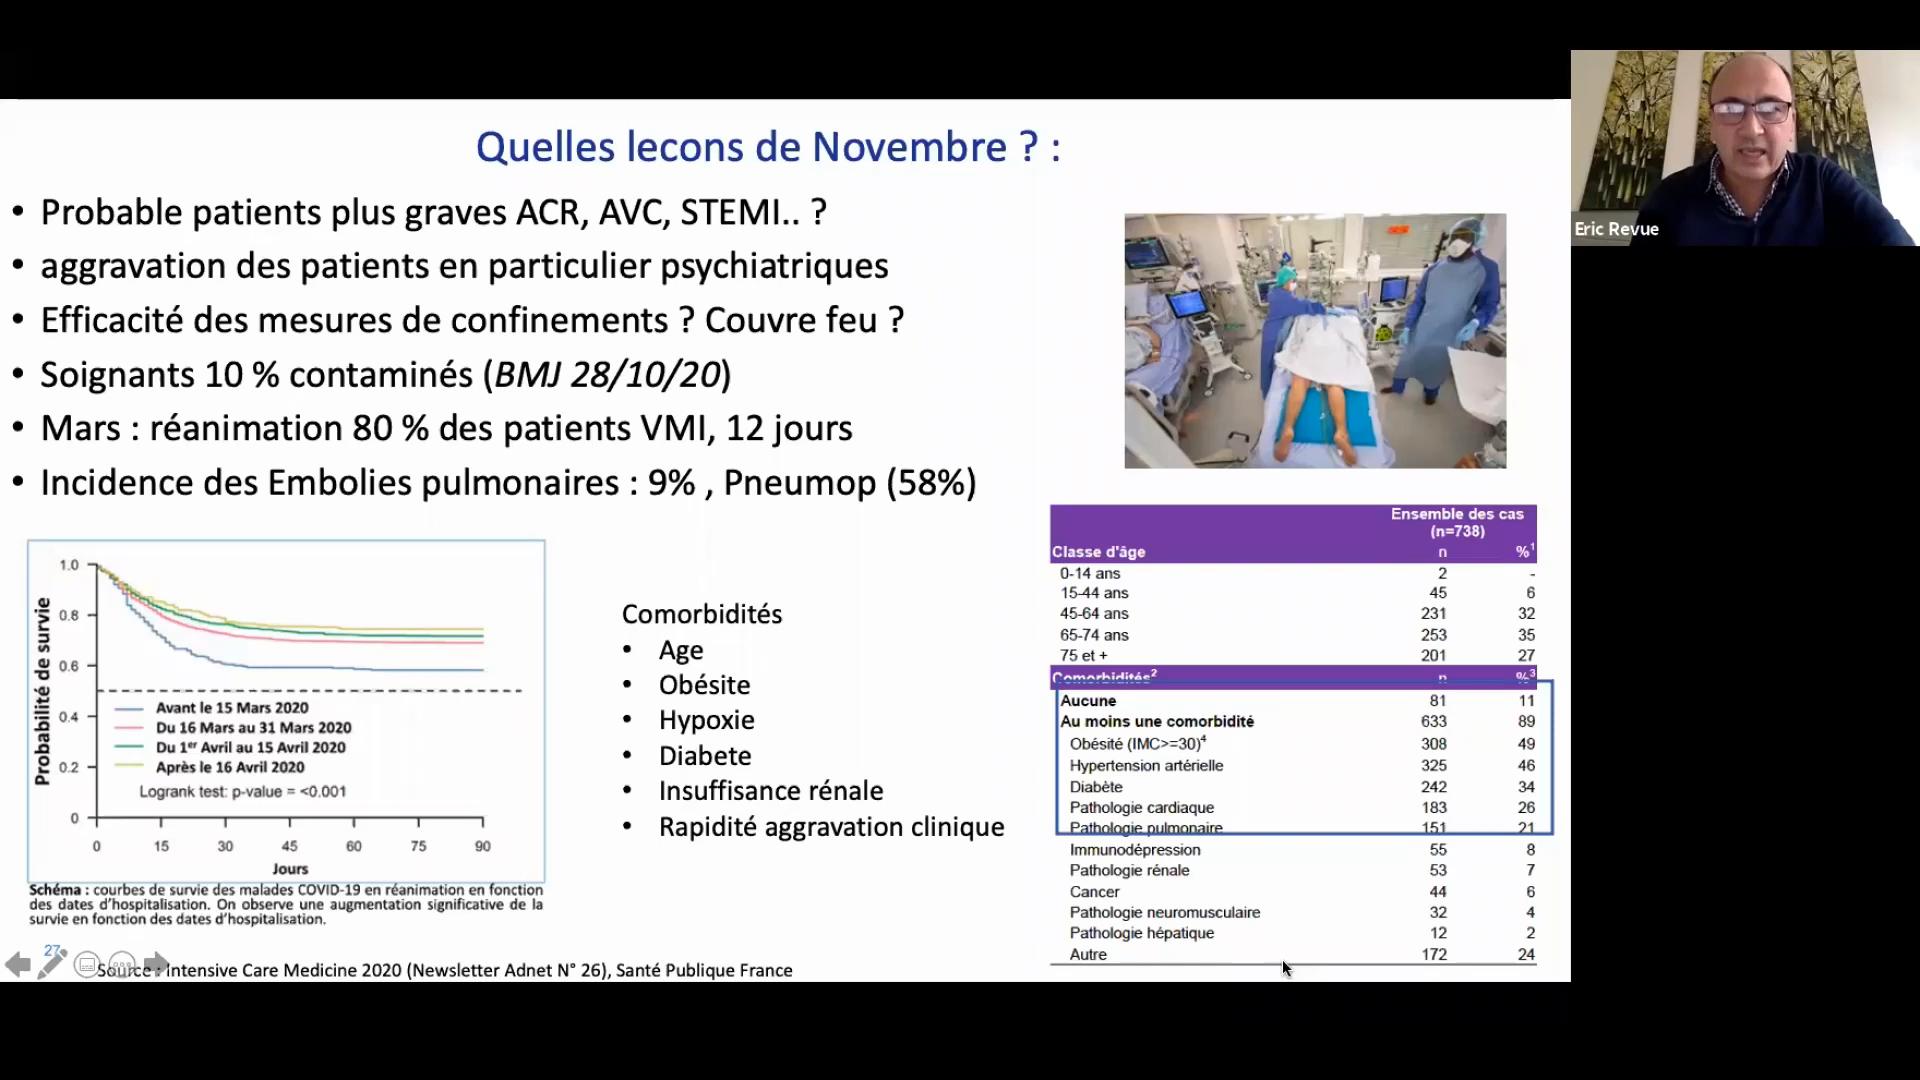 Quelles lecons de Novembre ? :
• Probable patients plus graves ACR, AVC, STEMI.. ?
• aggravation des patients en particulier psychiatriques
• Efficacité des mesures de confinements ? Couvre feu ?
• Soignants 10 % contaminés (BMJ 28/10/20)
• Mars : réanimation 80 % des patients VMI, 12 jours
• Incidence des Embolies pulmonaires : 9% , Pneumop (58%)
Probabilité de survie
1.0
0.8
0.6
0.4
0.2
0
Avant le 15 Mars 2020
Du 16 Mars au 31 Mars 2020
Du 1er Avril au 15 Avril 2020
Après le 16 Avril 2020
Logrank test: p-value = <0.001
0 15 30 45 60 75 90
Jours
Schéma : courbes de survie des malades COVID-19 en réanimation en fonction
des dates d'hospitalisation. On observe une augmentation significative de la
survie en fonction des dates d'hospitalisation.
Comorbidités
• Age
• Obésite
• Hypoxie
• Diabete
• Insuffisance rénale
• Rapidité aggravation clinique
Ensemble des cas
(n=738)
Classe d'âge n %1
0-14 ans 2 -
15-44 ans 45 6
45-64 ans 231 32
65-74 ans 253 35
75 et + 201 27
Comorbidités2 n %3
Aucune 81 11
Au moins une comorbidité 633 89
Obésité (IMC>=30)4 308 49
Hypertension artérielle 325 46
Diabète 242 34
Pathologie cardiaque 183 26
Pathologie pulmonaire 151 21
Immunodépression 55 8
Pathologie rénale 53 7
Cancer 44 6
Pathologie neuromusculaire 32 4
Pathologie hépatique 12 2
Autre 172 24
27
Source : Intensive Care Medicine 2020 (Newsletter Adnet N° 26), Santé Publique France
Eric Revue